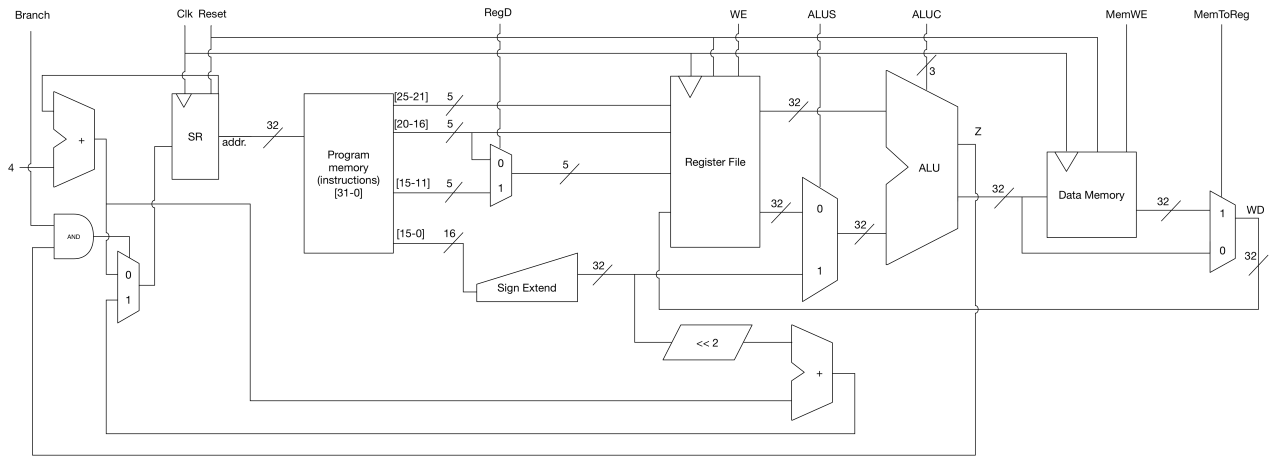 Branch
Clk Reset
RegD
WE
ALUS
ALUC
MemWE
MemToReg
3
[25-21]
5
32
[20-16]
5
Z
+
SR
32
addr.
Program
memory
(instructions)
[31-0]
0
1
5
Register File
ALU
4
[15-11]
5
32
32
Data Memory
32
0
1
WD
[15-0]
16
32
0
32
AND
32
1
0
1
Sign Extend
<< 2
+